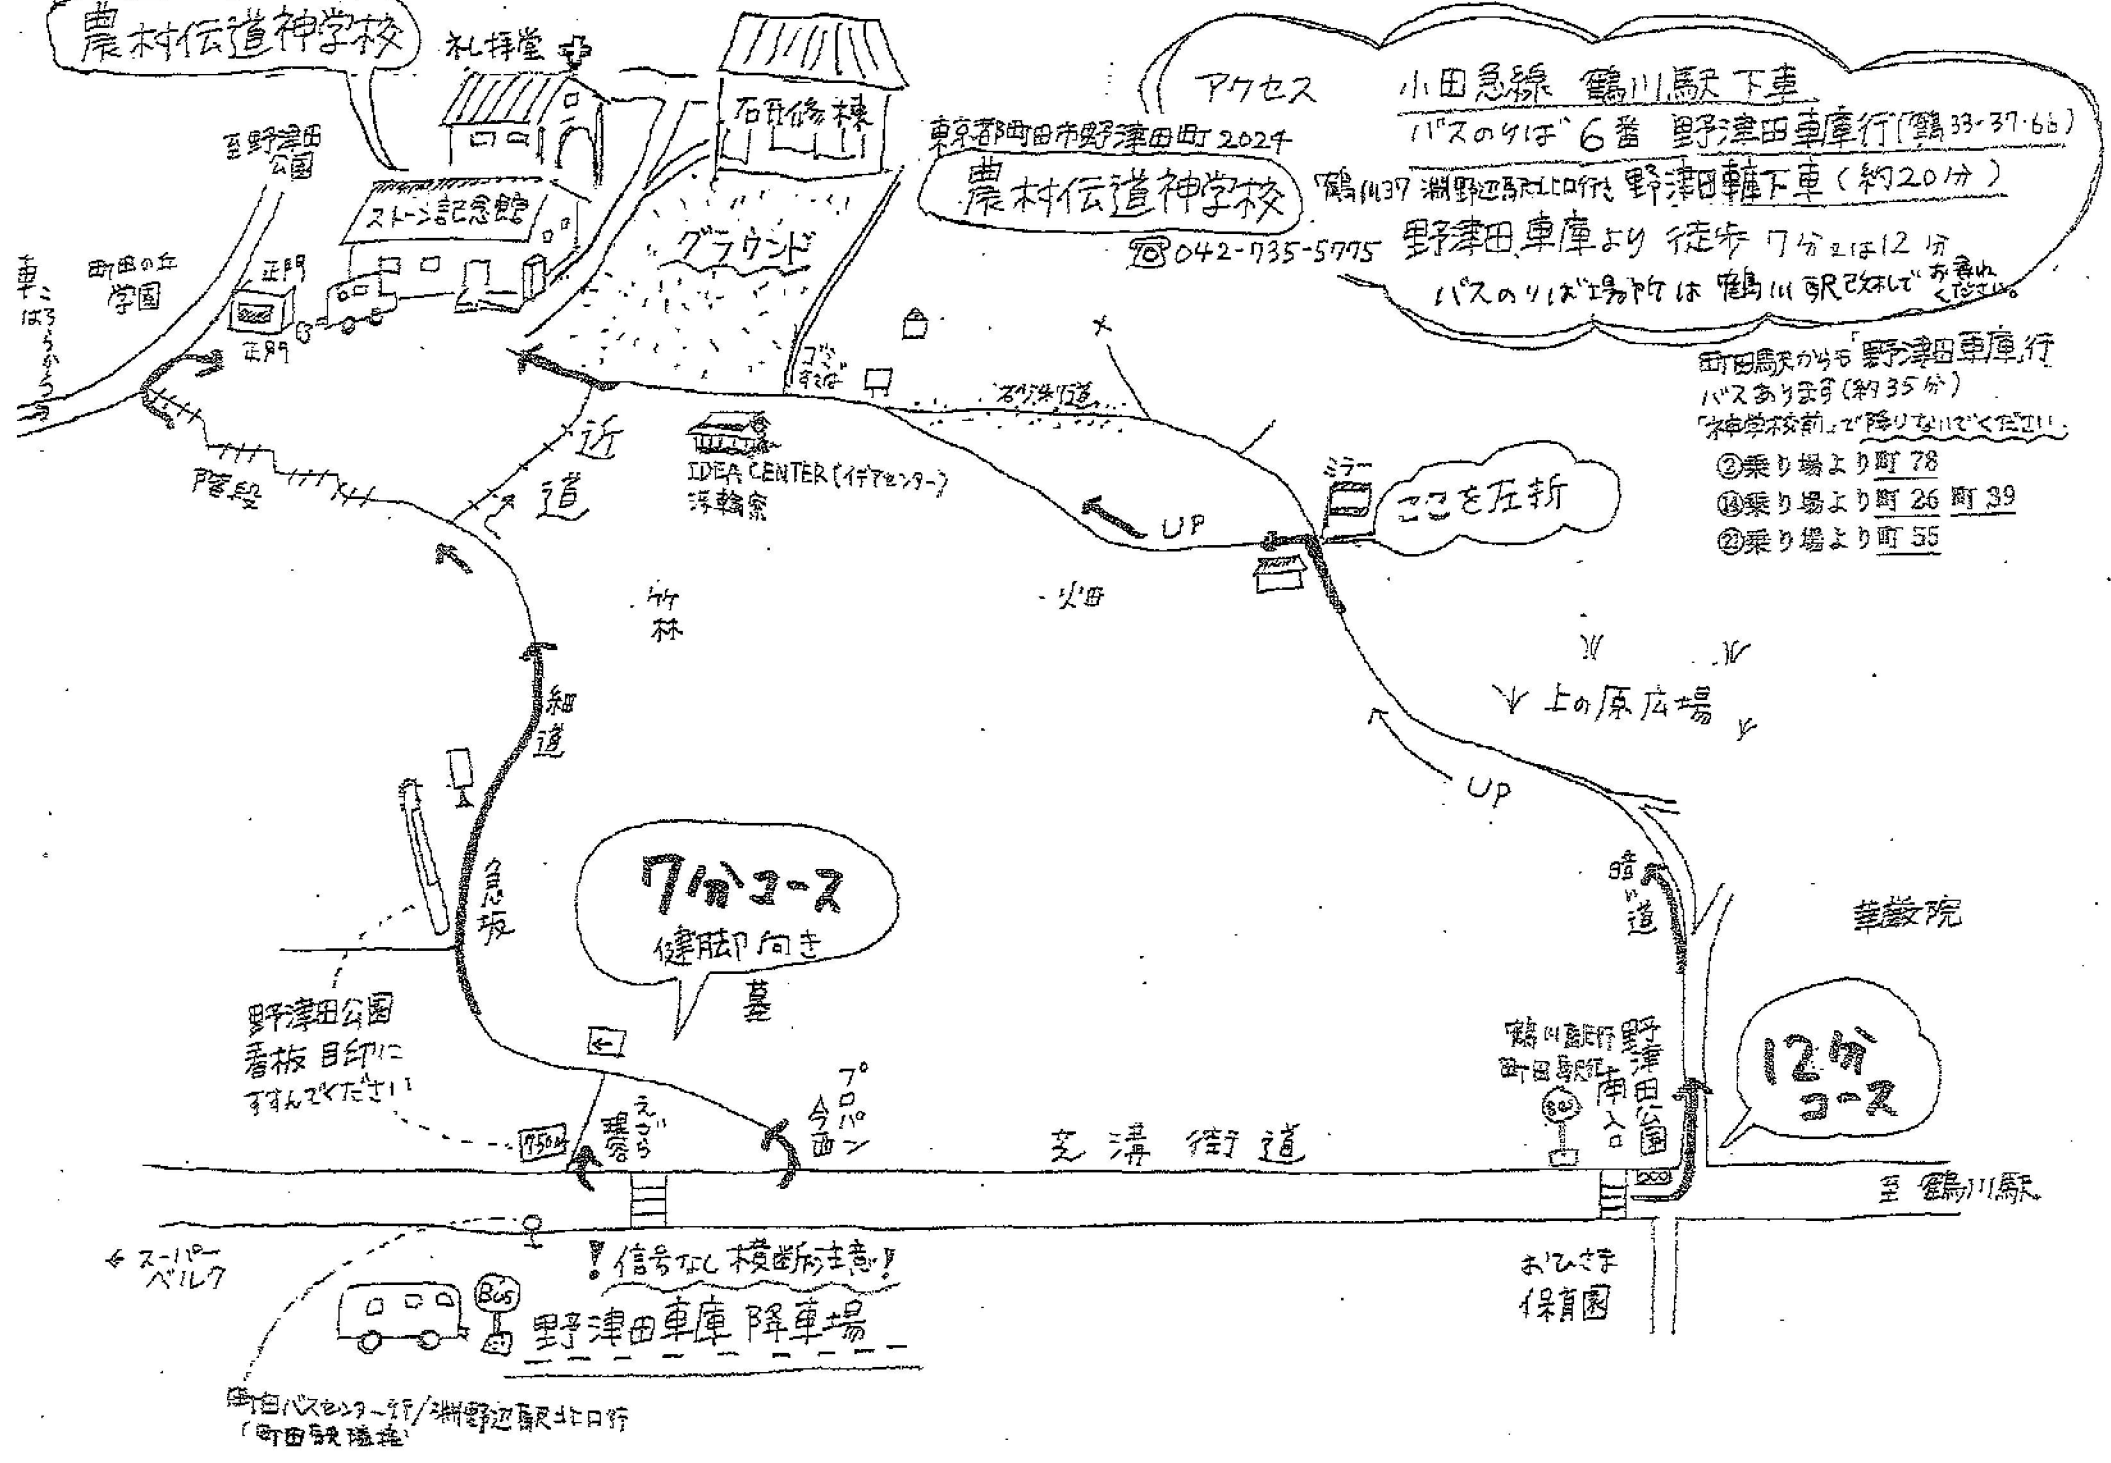 農村伝道神学校
礼拝堂
研修棟
至野津田
公園
ストーン記念館
グラウンド
町田の丘
学園
正門
正門
車はこちらから
階段
近道
ゴミすてば
IDEA CENTER (イデアセンター)
砂利道
アクセス
小田急線 鶴川駅下車
バスのりば 6番 野津田車庫行(鶴33・37・66)
東京都町田市野津田町2024
農村伝道神学校
鶴川37 淵野辺駅北口行き 野津田車庫下車(約20分)
☎042-735-5775
野津田車庫より 徒歩 7分又は12分
バスのりば場所は 鶴川駅改札でお尋ねください。
町田駅からも「野津田車庫」行
バスあります(約35分)
「神学校前」で降りないでください。
②乗り場より町78
⑭乗り場より町26 町39
㉑乗り場より町55
ミラー
ここを左折
UP
竹林
畑
細道
上の原広場
UP
急坂
暗い道
7分コース
健脚向き
墓
華厳院
野津田公園
看板 目印に
すすんでください
←
750m
プロパン
今西
芝溝街道
鶴川駅行
町田駅行
野津田公園
南入口
BUS
12分
コース
至 鶴川駅
←スーパー
ベルク
!信号なし横断注意!
BUS
野津田車庫 降車場
おひさま
保育園
町田バスセンター行/淵野辺駅北口行
(町田駅隣接)